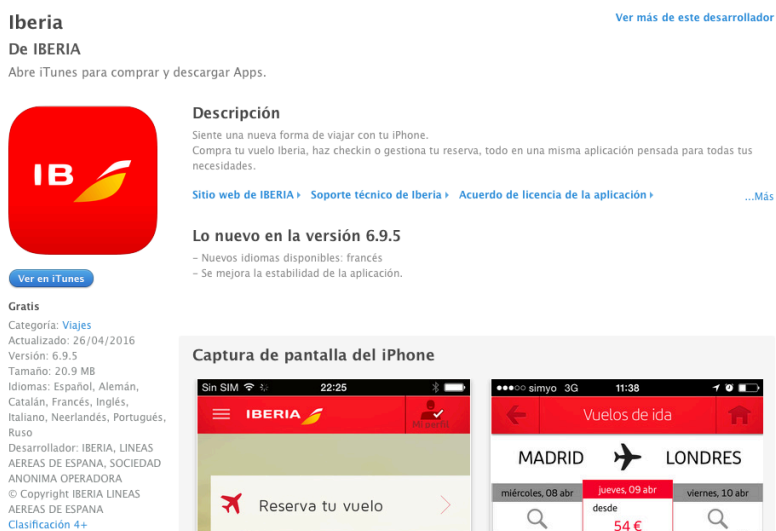 Iberia
Ver más de este desarrollador
De IBERIA
Abre iTunes para comprar y descargar Apps.
IB
Descripción
Siente una nueva forma de viajar con tu iPhone.
Compra tu vuelo Iberia, haz checkin o gestiona tu reserva, todo en una misma aplicación pensada para todas tus
necesidades.
Sitio web de IBERIA
Soporte técnico de Iberia
Acuerdo de licencia de la aplicación
...Más
Lo nuevo en la versión 6.9.5
- Nuevos idiomas disponibles: francés
- Se mejora la estabilidad de la aplicación.
Ver en iTunes
Gratis
Categoría: Viajes
Actualizado: 26/04/2016
Versión: 6.9.5
Tamaño: 20.9 MB
Idiomas: Español, Alemán,
Catalán, Francés, Inglés,
Italiano, Neerlandés, Portugués,
Ruso
Desarrollador: IBERIA, LINEAS
AEREAS DE ESPANA, SOCIEDAD
ANONIMA OPERADORA
© Copyright IBERIA LINEAS
AEREAS DE ESPANA
Clasificación 4+
Captura de pantalla del iPhone
Sin SIM 22:25
IBERIA
Mi perfil
Reserva tu vuelo
simyo 3G 11:38
Vuelos de ida
MADRID LONDRES
miércoles, 08 abr
jueves, 09 abr
viernes, 10 abr
desde
54 €